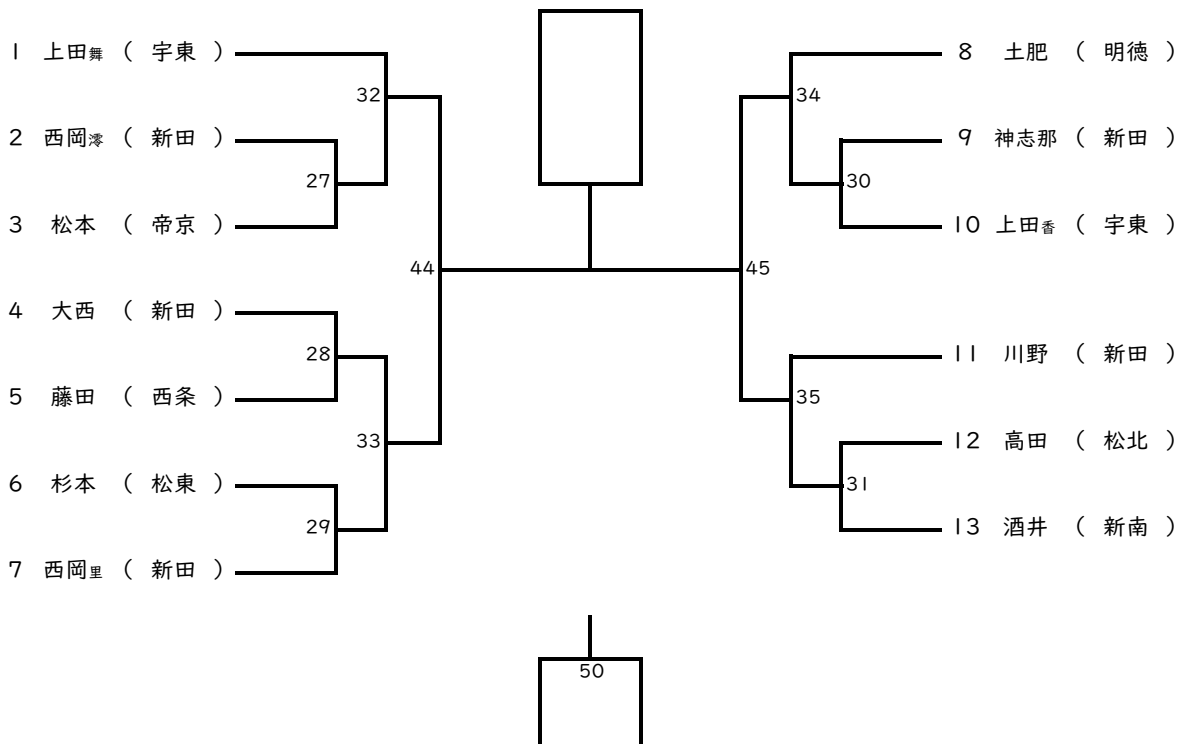 1 上田舞 ( 宇東 )
8 土肥 ( 明徳 )
32
34
2 西岡澪 ( 新田 )
9 神志那 ( 新田 )
27
30
3 松本 ( 帝京 )
10 上田香 ( 宇東 )
44
45
4 大西 ( 新田 )
28
11 川野 ( 新田 )
5 藤田 ( 西条 )
35
33
12 高田 ( 松北 )
6 杉本 ( 松東 )
31
29
13 酒井 ( 新南 )
7 西岡里 ( 新田 )
50